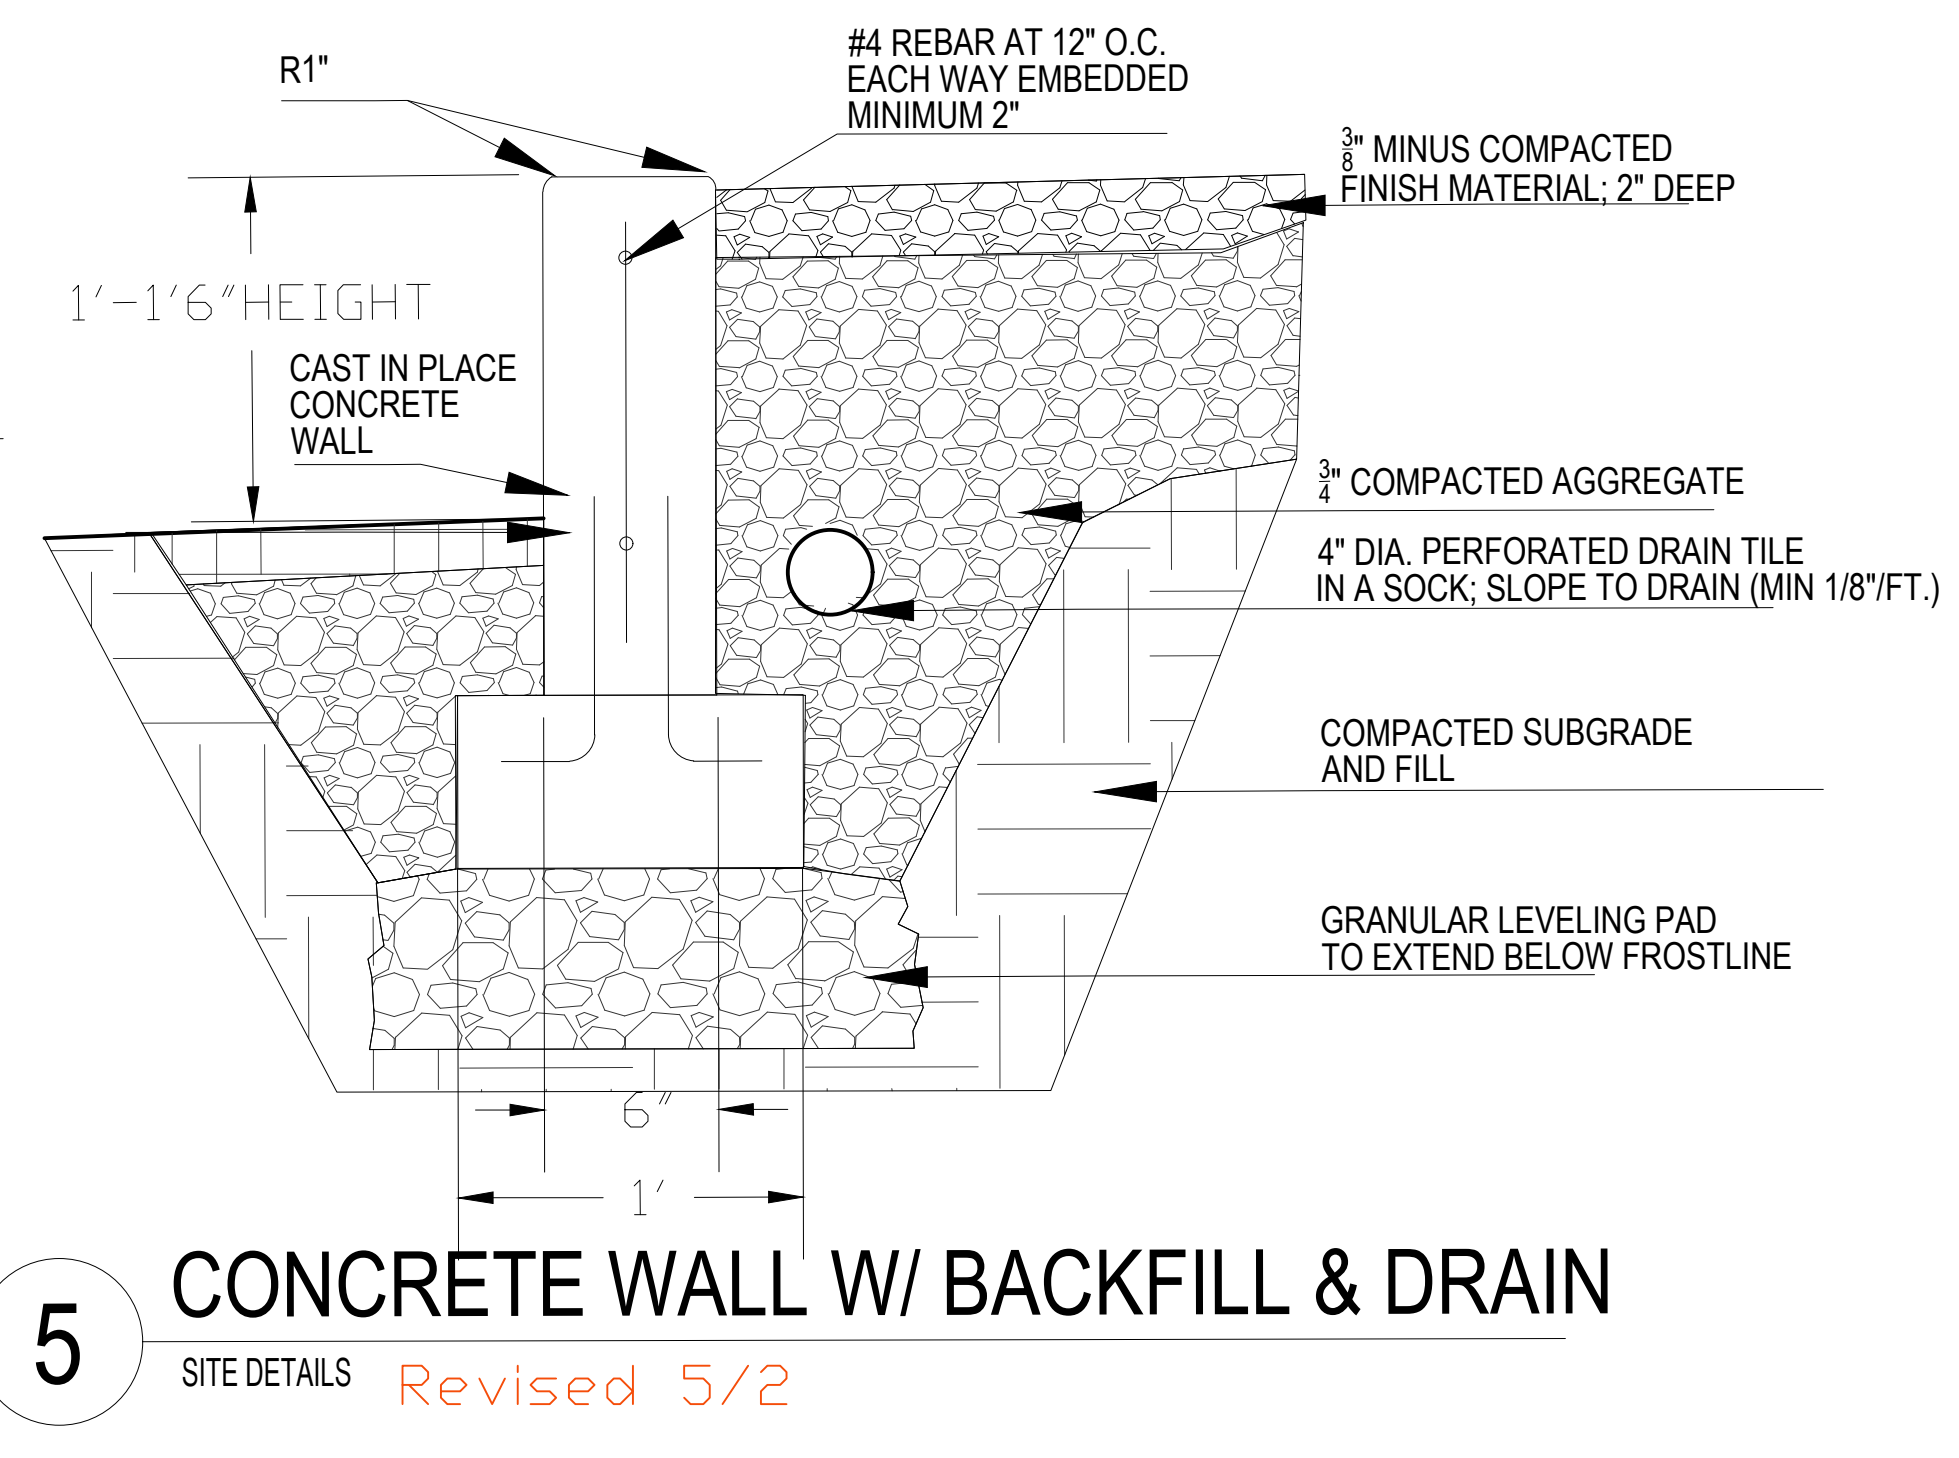 R1"
#4 REBAR AT 12" O.C.
EACH WAY EMBEDDED
MINIMUM 2"
3/8" MINUS COMPACTED
FINISH MATERIAL; 2" DEEP
1'-1'6"HEIGHT
CAST IN PLACE
CONCRETE
WALL
3/4" COMPACTED AGGREGATE
4" DIA. PERFORATED DRAIN TILE
IN A SOCK; SLOPE TO DRAIN (MIN 1/8"/FT.)
COMPACTED SUBGRADE
AND FILL
GRANULAR LEVELING PAD
TO EXTEND BELOW FROSTLINE
6"
1'
5
CONCRETE WALL W/ BACKFILL & DRAIN
SITE DETAILS
Revised 5/2